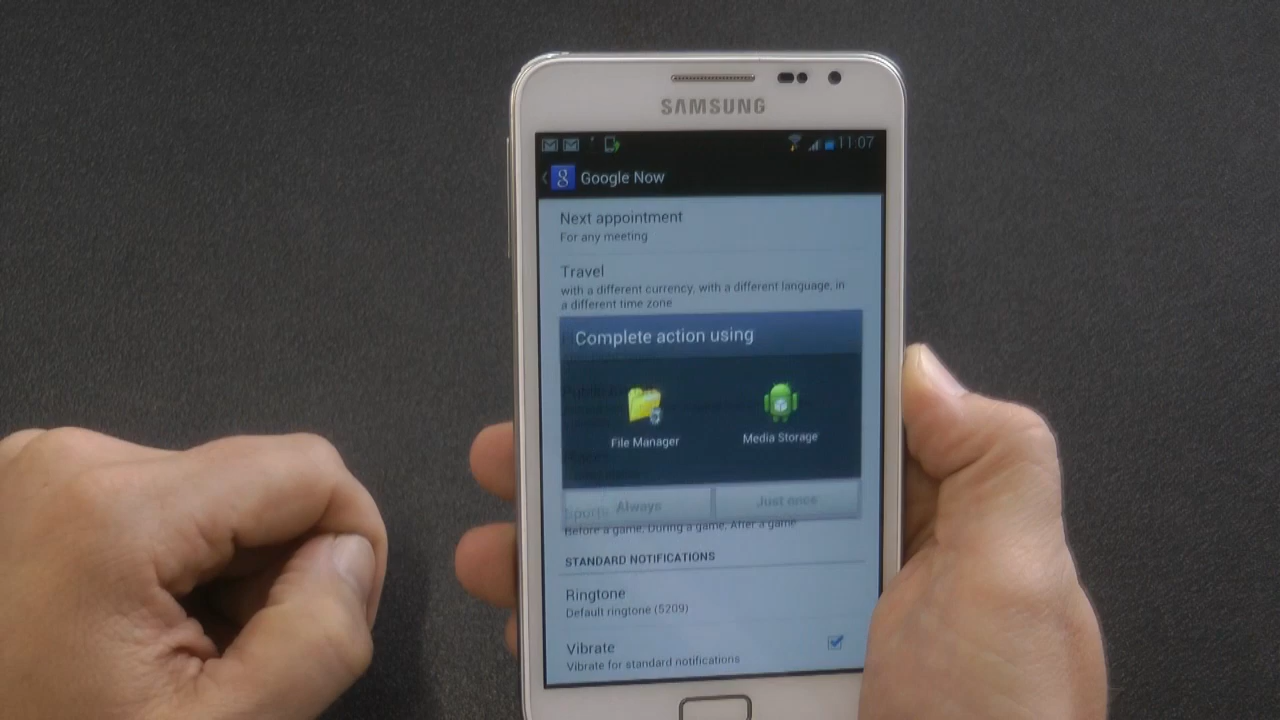 SAMSUNG
11:07
Google Now
Next appointment
For any meeting
Travel
with a different currency, with a different language, in
a different time zone
Complete action using
File Manager
Media Storage
Always
Just once
Sports
Before a game, During a game, After a game
STANDARD NOTIFICATIONS
Ringtone
Default ringtone (5209)
Vibrate
Vibrate for standard notifications